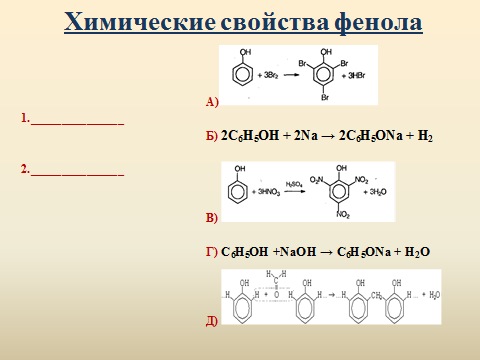 Химические свойства фенола
1.______________
2.______________
А) OH + 3Br₂ → OH Br Br Br + 3HBr
Б) 2C₆H₅OH + 2Na → 2C₆H₅ONa + H₂
В) OH + 3HNO₃ H₂SO₄ → OH O₂N NO₂ NO₂ + 3H₂O
Г) C₆H₅OH +NaOH → C₆H₅ONa + H₂O
Д) ...H OH H + H H C O H OH H... → ...H OH CH₂ OH H... + H₂O